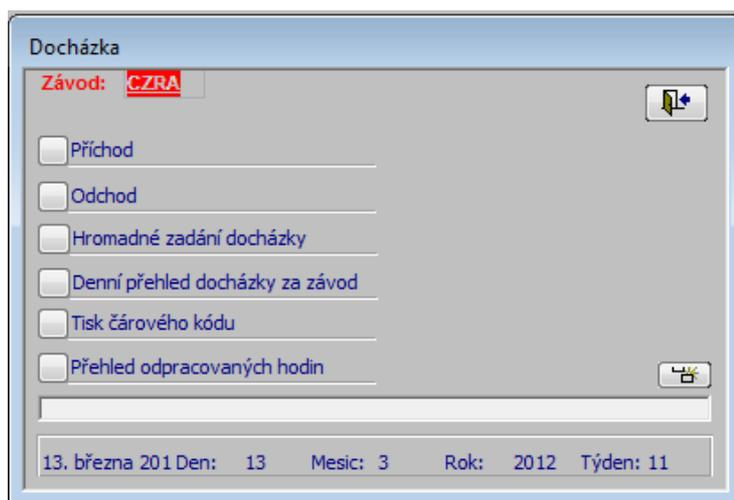 Docházka
Závod: CZRA
Příchod
Odchod
Hromadné zadání docházky
Denní přehled docházky za závod
Tisk čárového kódu
Přehled odpracovaných hodin
13. března 201 Den: 13 Mesic: 3 Rok: 2012 Týden: 11